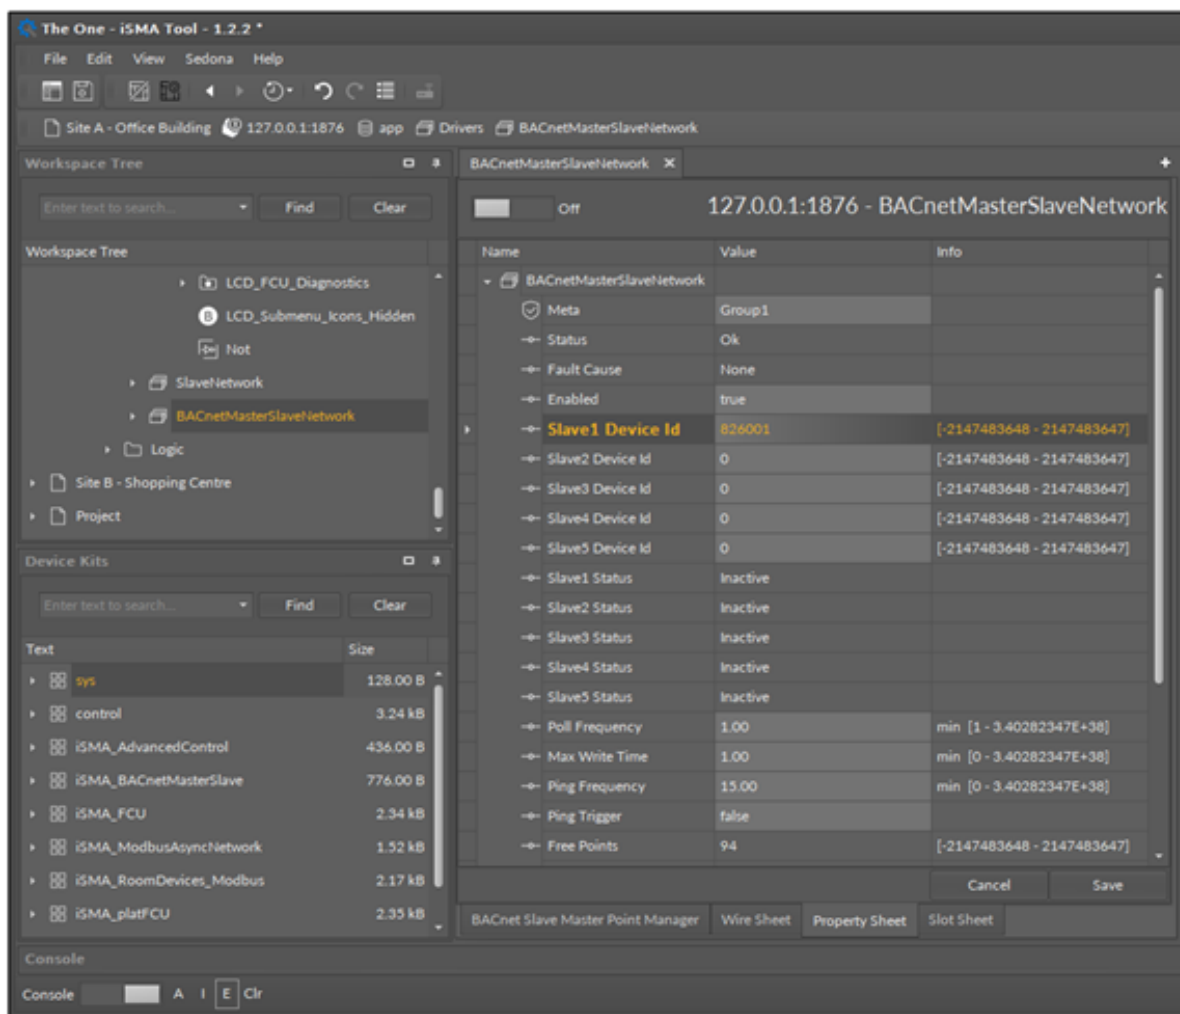 The One - iSMA Tool - 1.2.2 *
File Edit View Sedona Help
Site A - Office Building 127.0.0.1:1876 app Drivers BACnetMasterSlaveNetwork
Workspace Tree
Enter text to search... Find Clear
Workspace Tree
LCD_FCU_Diagnostics
LCD_Submenu_Icons_Hidden
Not
SlaveNetwork
BACnetMasterSlaveNetwork
Logic
Site B - Shopping Centre
Project
Device Kits
Enter text to search... Find Clear
Text Size
sys 128.00 B
control 3.24 kB
iSMA_AdvancedControl 436.00 B
iSMA_BACnetMasterSlave 776.00 B
iSMA_FCU 2.34 kB
iSMA_ModbusAsyncNetwork 1.52 kB
iSMA_RoomDevices_Modbus 2.17 kB
iSMA_platFCU 2.35 kB
BACnetMasterSlaveNetwork
Off 127.0.0.1:1876 - BACnetMasterSlaveNetwork
Name Value Info
BACnetMasterSlaveNetwork
Meta Group1
Status Ok
Fault Cause None
Enabled true
Slave1 Device Id 826001 [-2147483648 - 2147483647]
Slave2 Device Id 0 [-2147483648 - 2147483647]
Slave3 Device Id 0 [-2147483648 - 2147483647]
Slave4 Device Id 0 [-2147483648 - 2147483647]
Slave5 Device Id 0 [-2147483648 - 2147483647]
Slave1 Status Inactive
Slave2 Status Inactive
Slave3 Status Inactive
Slave4 Status Inactive
Slave5 Status Inactive
Poll Frequency 1.00 min [1 - 3.40282347E+38]
Max Write Time 1.00 min [0 - 3.40282347E+38]
Ping Frequency 15.00 min [0 - 3.40282347E+38]
Ping Trigger false
Free Points 94 [-2147483648 - 2147483647]
Cancel Save
BACnet Slave Master Point Manager Wire Sheet Property Sheet Slot Sheet
Console
Console A I E Clr